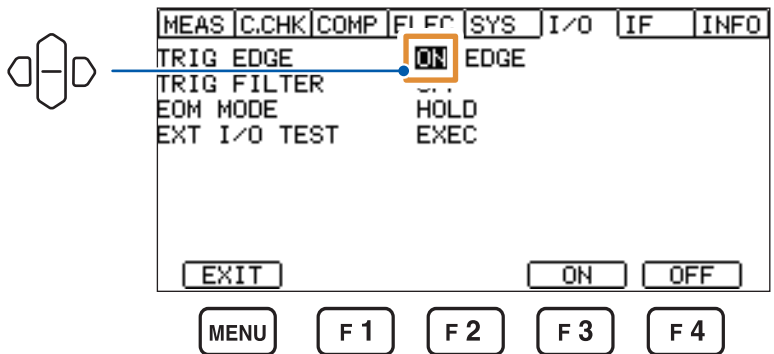 MEAS C.CHK COMP ELEC SYS I/O IF INFO
TRIG EDGE ON EDGE
TRIG FILTER
EOM MODE HOLD
EXT I/O TEST EXEC
EXIT ON OFF
MENU F 1 F 2 F 3 F 4